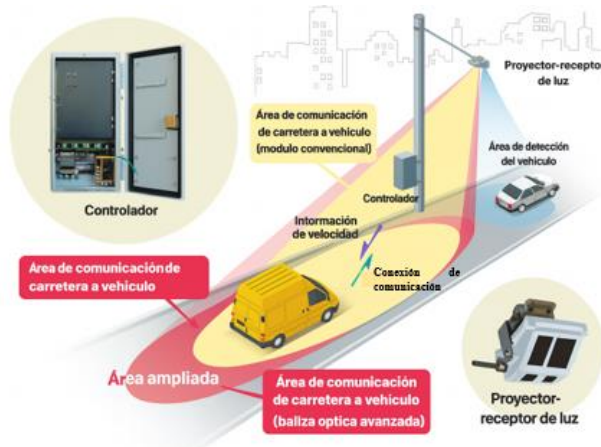 Proyector-receptor
de luz
Área de comunicación
de carretera a vehículo
(modulo convencional)
Área de detección
del vehículo
Controlador
Controlador
Intormación
de velocidad
Conexión de
comunicación
Área de comunicación de
carretera a vehículo
Área ampliada
Área de comunicación
de carretera a vehículo
(baliza optica avanzada)
Proyector-
receptor de luz